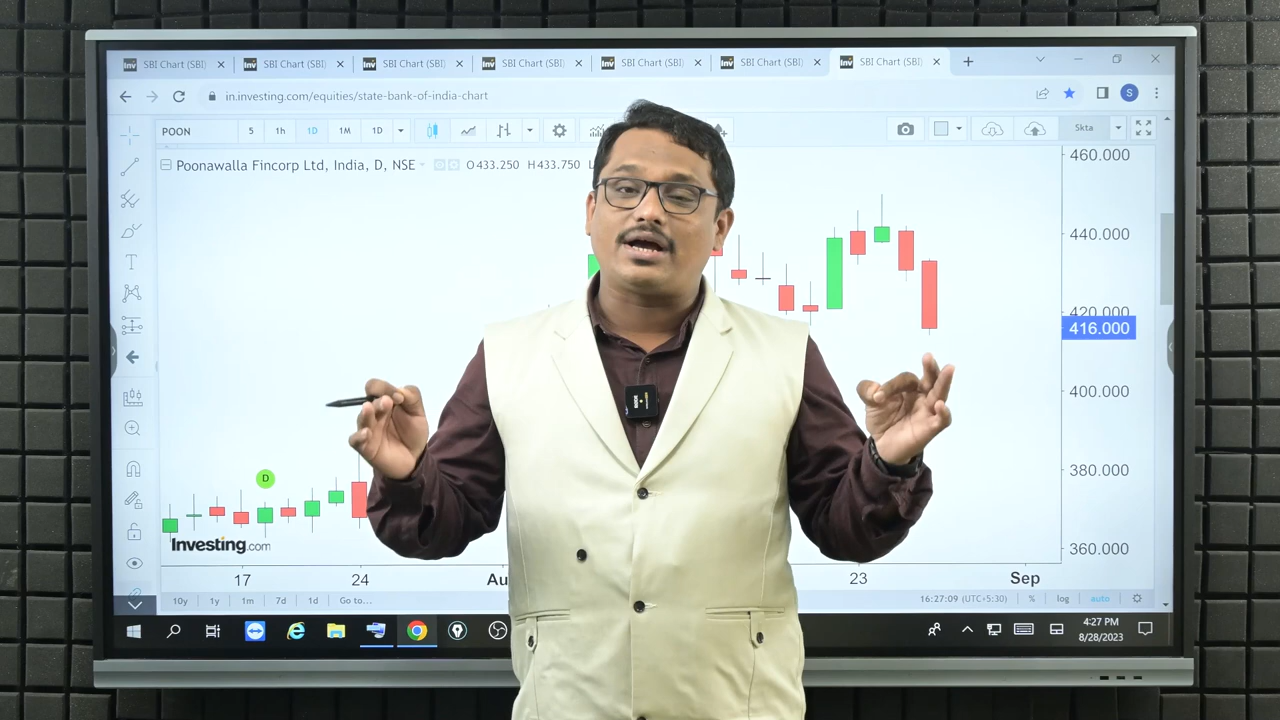 SBI Chart (SBI) SBI Chart (SBI) SBI Chart (SBI) SBI Chart (SBI) SBI Chart (SBI) SBI Chart (SBI) SBI Chart (SBI)
in.investing.com/equities/state-bank-of-india-chart
S
POON 5 1h 1D 1M 1D Skta
Poonawalla Fincorp Ltd, India, D, NSE O433.250 H433.750 L
460.000
440.000
420.000
416.000
400.000
380.000
360.000
D
Investing.com
17 24 Au 23 Sep
10y 1y 1m 7d 1d Go to... 16:27:09 (UTC+5:30) % log auto
4:27 PM
8/28/2023